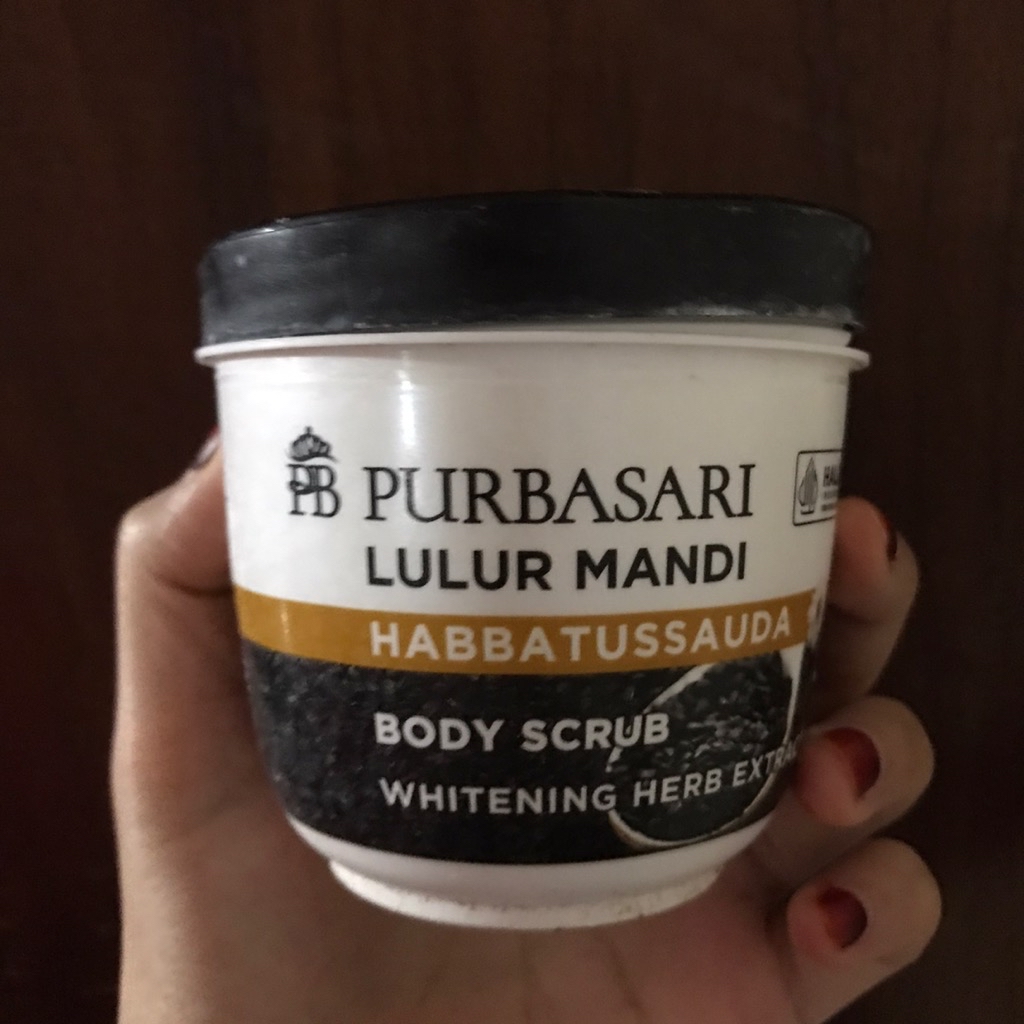 PB PURBASARI
LULUR MANDI
HABBATUSSAUDA
BODY SCRUB
WHITENING HERB